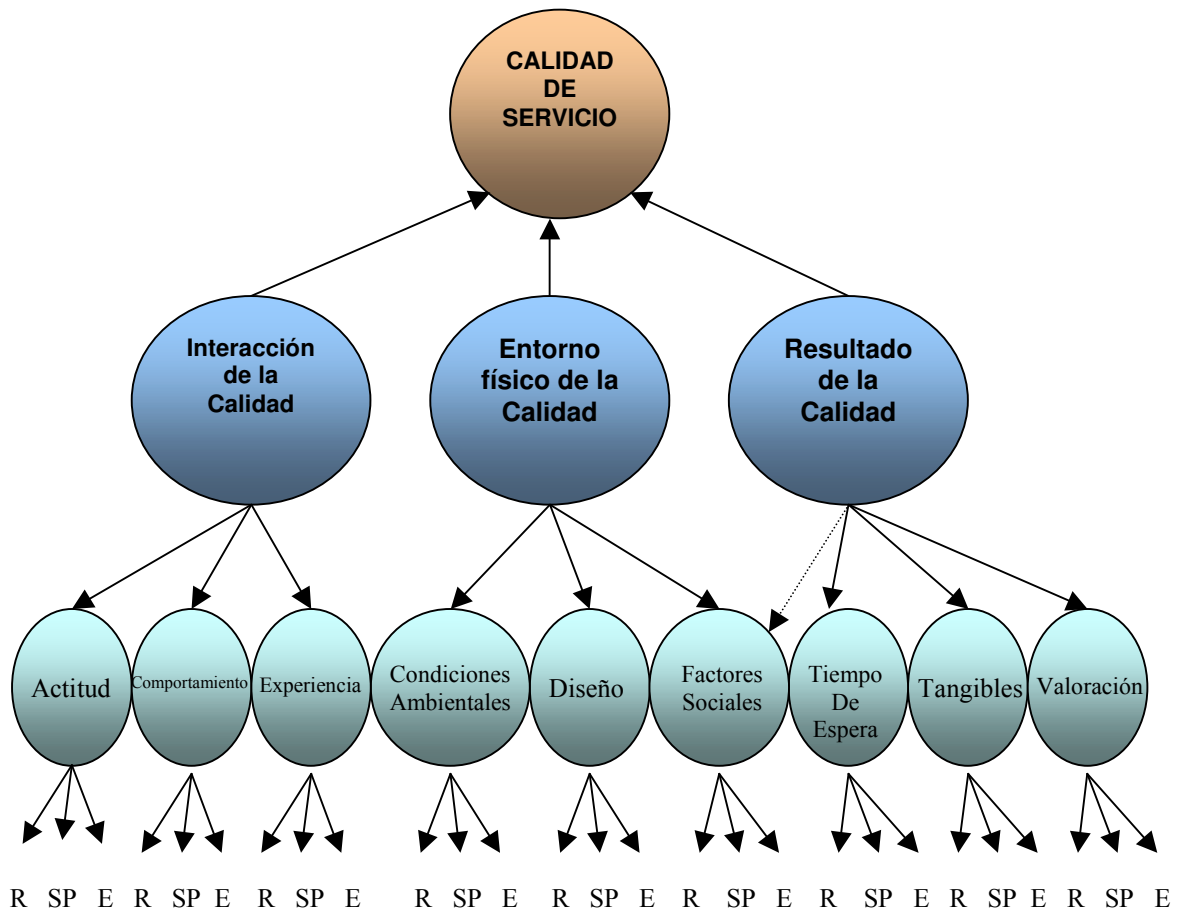 CALIDAD
DE
SERVICIO
Interacción
de la
Calidad
Entorno
físico de la
Calidad
Resultado
de la
Calidad
Actitud
Comportamiento
Experiencia
Condiciones
Ambientales
Diseño
Factores
Sociales
Tiempo
De
Espera
Tangibles
Valoración
R SP E R SP E R SP E R SP E R SP E R SP E R SP E R SP E R SP E